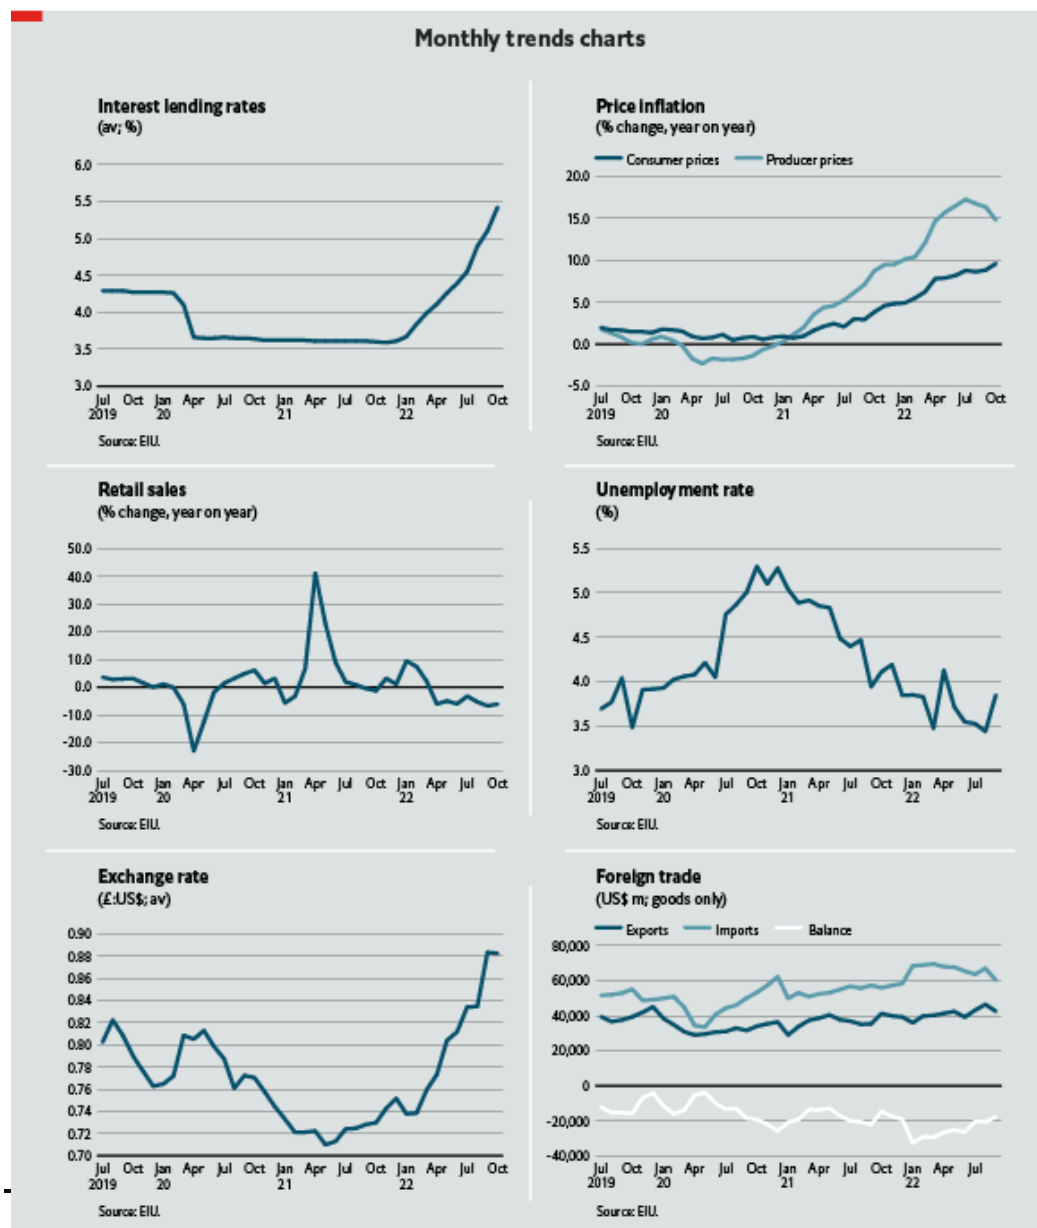 Monthly trends charts
Interest lending rates
(av; %)
6.0
5.5
5.0
4.5
4.0
3.5
3.0
Jul Oct Jan Apr Jul Oct Jan Apr Jul Oct Jan Apr Jul Oct
2019 20 21 22
Source: EIU.
Price inflation
(% change, year on year)
Consumer prices Producer prices
20.0
15.0
10.0
5.0
0.0
-5.0
Jul Oct Jan Apr Jul Oct Jan Apr Jul Oct Jan Apr Jul Oct
2019 20 21 22
Source: EIU.
Retail sales
(% change, year on year)
50.0
40.0
30.0
20.0
10.0
0.0
-10.0
-20.0
-30.0
Jul Oct Jan Apr Jul Oct Jan Apr Jul Oct Jan Apr Jul Oct
2019 20 21 22
Source: EIU.
Unemployment rate
(%)
5.5
5.0
4.5
4.0
3.5
3.0
Jul Oct Jan Apr Jul Oct Jan Apr Jul Oct Jan Apr Jul
2019 20 21 22
Source: EIU.
Exchange rate
(£:US$; av)
0.90
0.88
0.86
0.84
0.82
0.80
0.78
0.76
0.74
0.72
0.70
Jul Oct Jan Apr Jul Oct Jan Apr Jul Oct Jan Apr Jul Oct
2019 20 21 22
Source: EIU.
Foreign trade
(US$ m; goods only)
Exports Imports Balance
80,000
60,000
40,000
20,000
0
-20,000
-40,000
Jul Oct Jan Apr Jul Oct Jan Apr Jul Oct Jan Apr Jul
2019 20 21 22
Source: EIU.